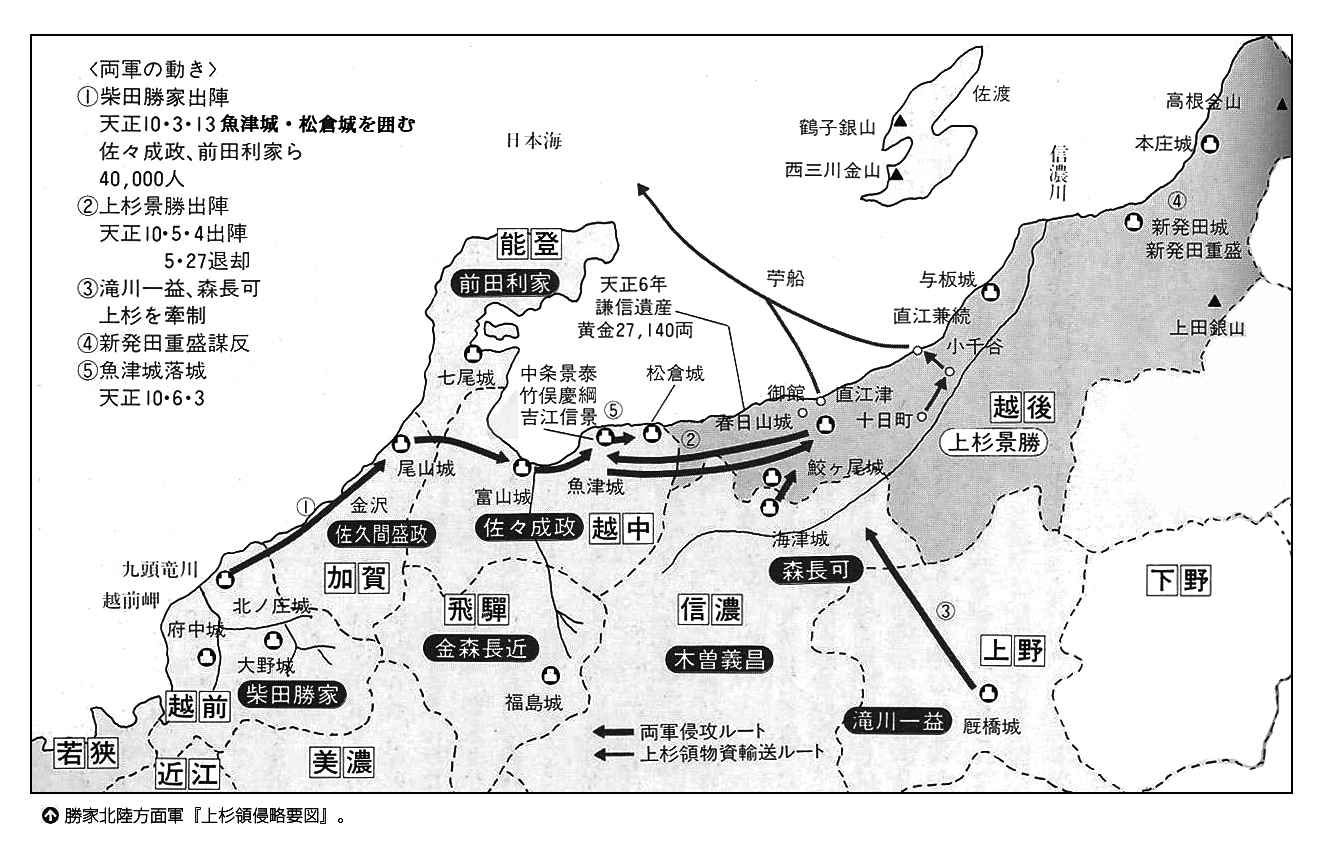 〈両軍の動き〉
①柴田勝家出陣
天正10・3・13魚津城・松倉城を囲む
佐々成政、前田利家ら
40,000人
②上杉景勝出陣
天正10・5・4出陣
5・27退却
③滝川一益、森長可
上杉を牽制
④新発田重盛謀反
⑤魚津城落城
天正10・6・3
日本海
佐渡
鶴子銀山
西三川金山
信濃川
高根金山
本庄城
④
新発田城
新発田重盛
上田銀山
能登
前田利家
七尾城
天正6年
謙信遺産
黄金27,140両
苧船
与板城
直江兼続
小千谷
十日町
中条景泰
竹俣慶綱
吉江信景
⑤
松倉城
御館
直江津
春日山城
②
越後
上杉景勝
鮫ヶ尾城
尾山城
富山城
魚津城
①
金沢
佐久間盛政
佐々成政
越中
海津城
森長可
九頭竜川
越前岬
加賀
北ノ庄城
府中城
大野城
柴田勝家
飛騨
金森長近
福島城
信濃
木曽義昌
③
上野
下野
滝川一益
厩橋城
越前
若狭
近江
美濃
両軍侵攻ルート
上杉領物資輸送ルート
勝家北陸方面軍『上杉領侵略要図』。